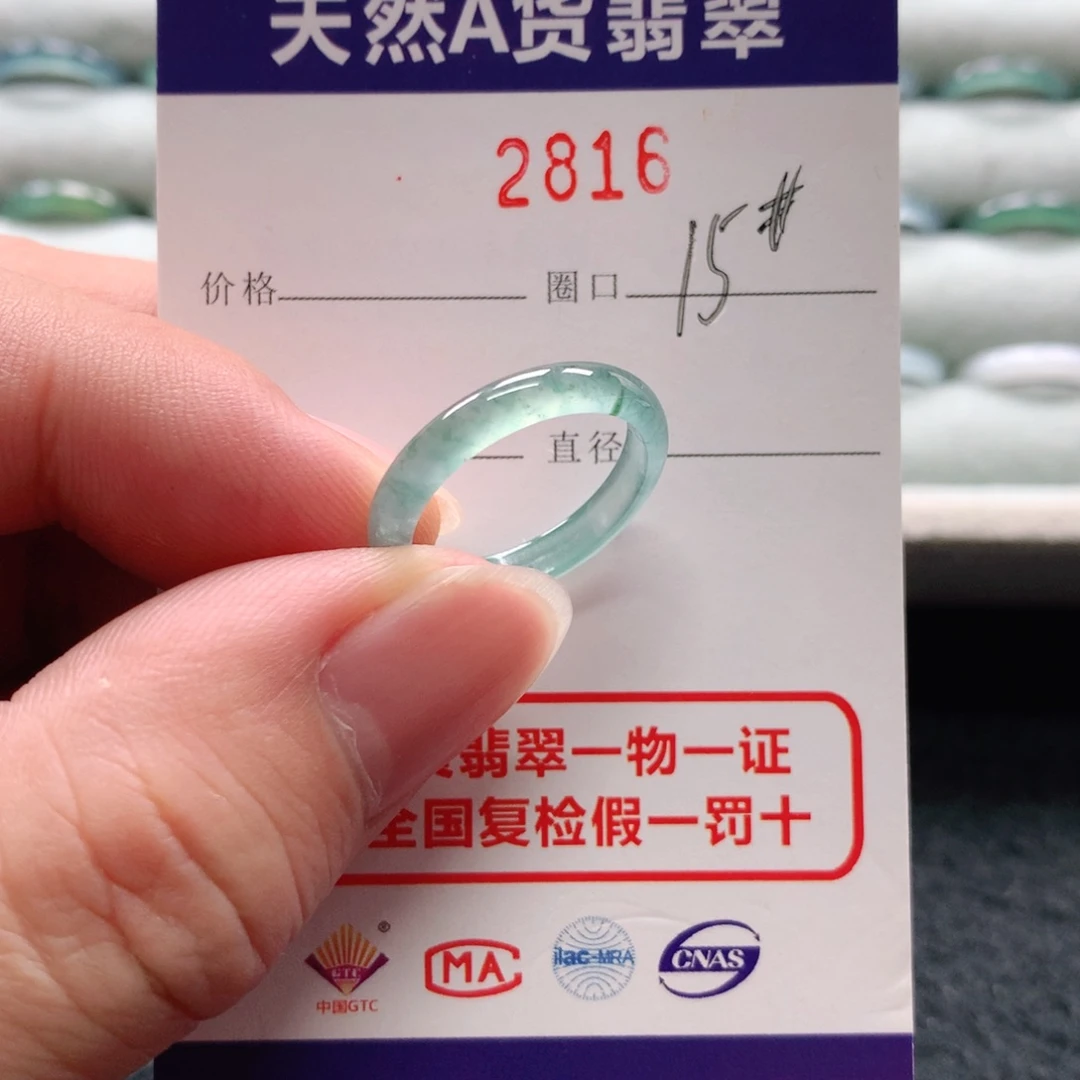 天然A货翡翠
2816
价格 圈口 15#
直径
翡翠一物一证
全国复检假一罚十
GTC ® MA ilac-MRA CNAS
中国GTC